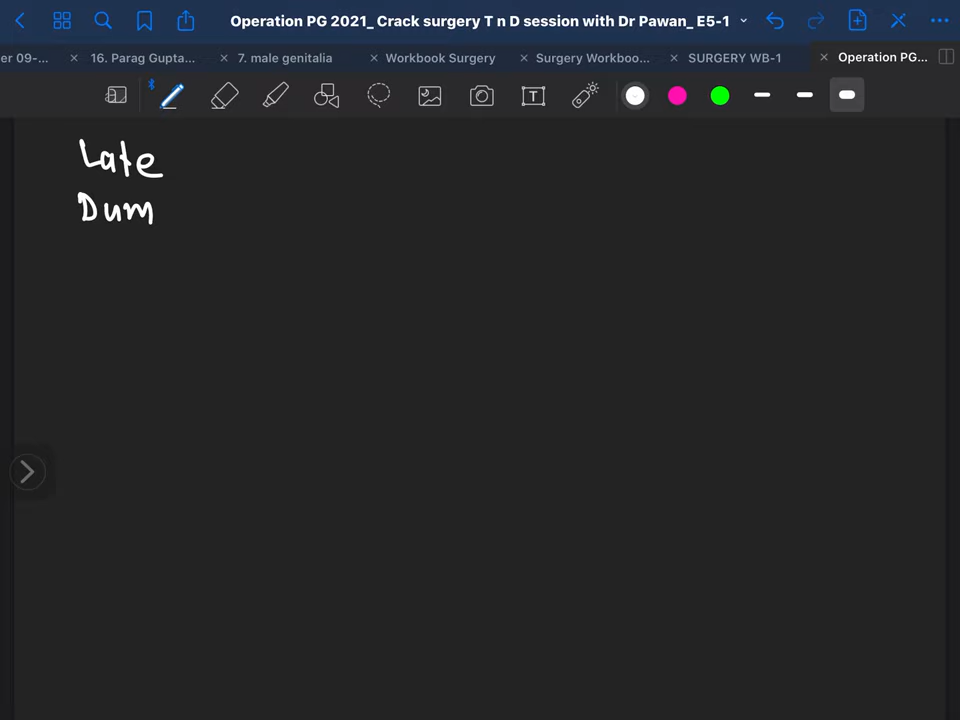 Operation PG 2021_ Crack surgery T n D session with Dr Pawan_ E5-1
er 09-... 16. Parag Gupta... 7. male genitalia Workbook Surgery Surgery Workboo... SURGERY WB-1 Operation PG...
T
Late
Dum